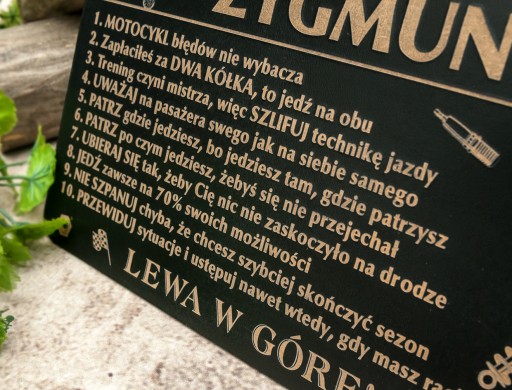 ZYGMUN
1. MOTOCYKL błędów nie wybacza
2. Zapłaciłeś za DWA KÓŁKA, to jedź na obu
3. Trening czyni mistrza, więc SZLIFUJ technikę jazdy
4. UWAŻAJ na pasażera swego jak na siebie samego
5. PATRZ gdzie jedziesz, bo jedziesz tam, gdzie patrzysz
6. PATRZ po czym jedziesz, żebyś się nie przejechał
7. UBIERAJ SIĘ tak, żeby Cię nic nie zaskoczyło na drodze
8. JEDŹ zawsze na 70% swoich możliwości
9. NIE SZPANUJ chyba, że chcesz szybciej skończyć sezon
10. PRZEWIDUJ sytuacje i ustępuj nawet wtedy, gdy masz
LEWA W GÓRĘ